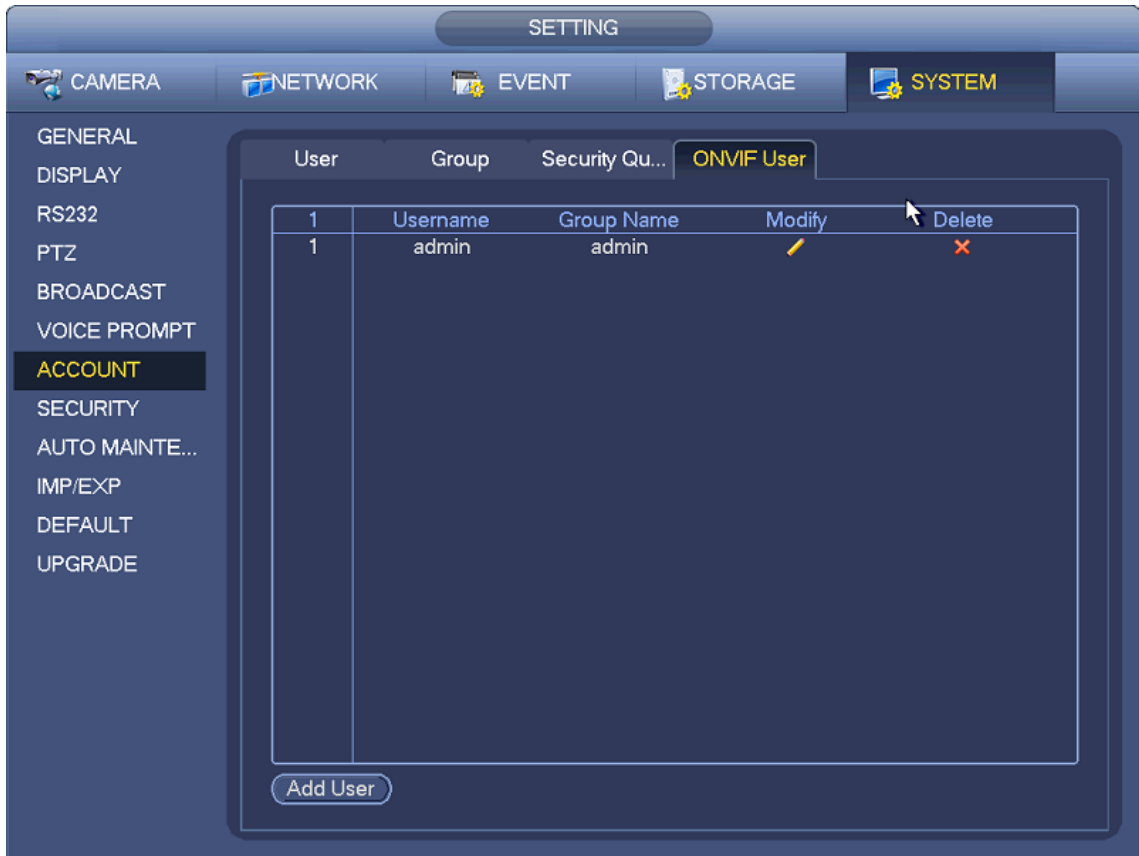 SETTING
CAMERA NETWORK EVENT STORAGE SYSTEM
GENERAL
DISPLAY
RS232
PTZ
BROADCAST
VOICE PROMPT
ACCOUNT
SECURITY
AUTO MAINTE...
IMP/EXP
DEFAULT
UPGRADE
User Group Security Qu... ONVIF User
1 Username Group Name Modify Delete
1 admin admin
Add User